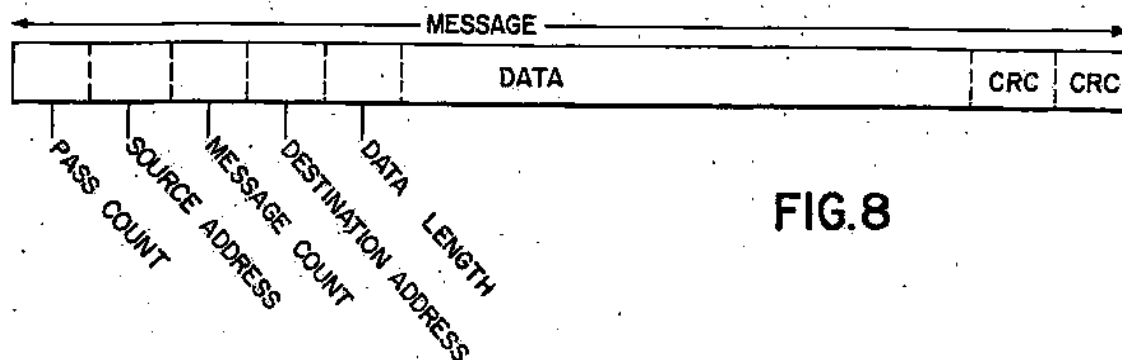 MESSAGE
DATA
CRC
CRC
PASS COUNT
SOURCE ADDRESS
MESSAGE COUNT
DESTINATION ADDRESS
DATA LENGTH
FIG.8